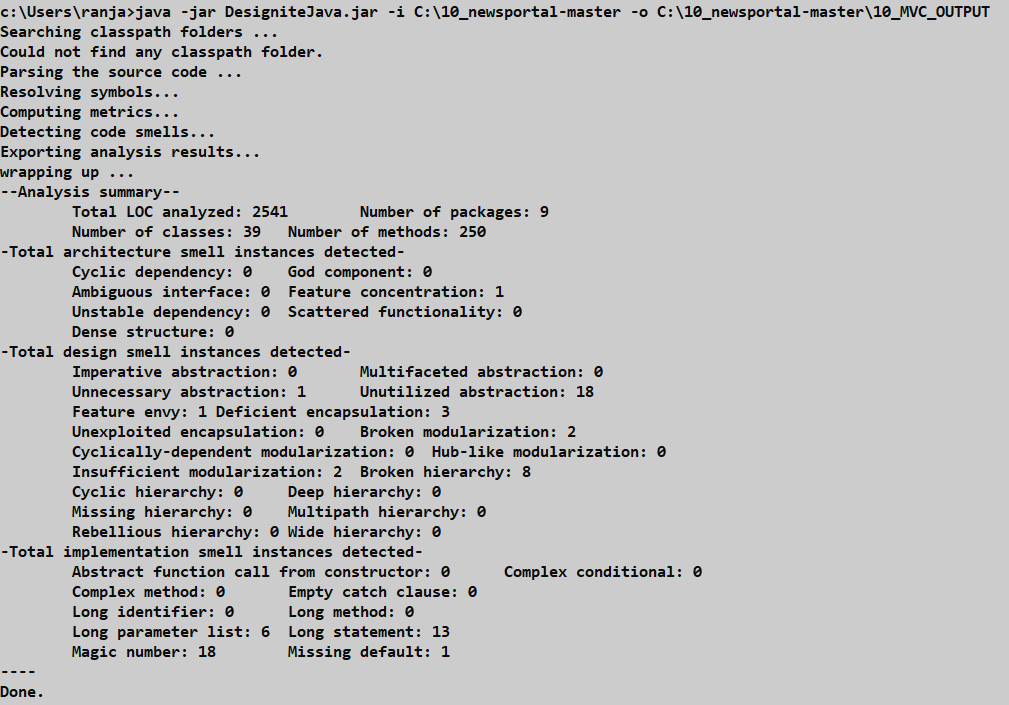 c:\Users\ranja>java -jar DesigniteJava.jar -i C:\10_newsportal-master -o C:\10_newsportal-master\10_MVC_OUTPUT
Searching classpath folders ...
Could not find any classpath folder.
Parsing the source code ...
Resolving symbols...
Computing metrics...
Detecting code smells...
Exporting analysis results...
wrapping up ...
--Analysis summary--
        Total LOC analyzed: 2541        Number of packages: 9
        Number of classes: 39   Number of methods: 250
-Total architecture smell instances detected-
        Cyclic dependency: 0    God component: 0
        Ambiguous interface: 0  Feature concentration: 1
        Unstable dependency: 0  Scattered functionality: 0
        Dense structure: 0
-Total design smell instances detected-
        Imperative abstraction: 0       Multifaceted abstraction: 0
        Unnecessary abstraction: 1      Unutilized abstraction: 18
        Feature envy: 1 Deficient encapsulation: 3
        Unexploited encapsulation: 0    Broken modularization: 2
        Cyclically-dependent modularization: 0  Hub-like modularization: 0
        Insufficient modularization: 2  Broken hierarchy: 8
        Cyclic hierarchy: 0     Deep hierarchy: 0
        Missing hierarchy: 0    Multipath hierarchy: 0
        Rebellious hierarchy: 0 Wide hierarchy: 0
-Total implementation smell instances detected-
        Abstract function call from constructor: 0      Complex conditional: 0
        Complex method: 0       Empty catch clause: 0
        Long identifier: 0      Long method: 0
        Long parameter list: 6  Long statement: 13
        Magic number: 18        Missing default: 1
----
Done.